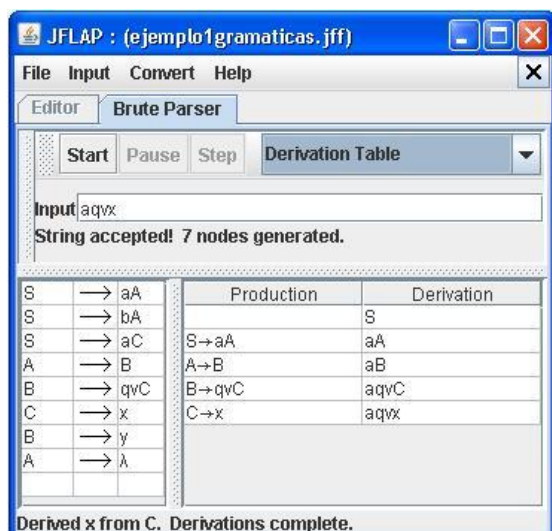 JFLAP : (ejemplo1gramaticas.jff)
File Input Convert Help
Editor Brute Parser
Start Pause Step Derivation Table
Input aqvx
String accepted! 7 nodes generated.
Production Derivation
S → aA
S → bA
S → aC
A → B
B → qvC
C → x
B → y
A → λ
S
S→aA aA
A→B aB
B→qvC aqvC
C→x aqvx
Derived x from C. Derivations complete.